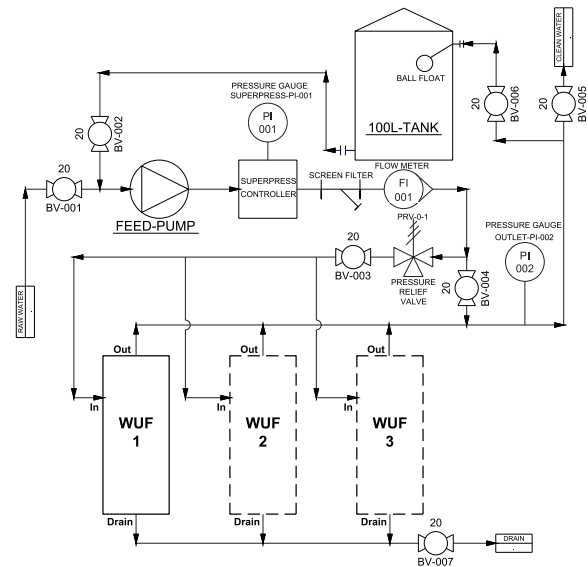 CLEAN WATER
BALL FLOAT
100L-TANK
20
BV-006
20
BV-005
PRESSURE GAUGE
SUPERPRESS-PI-001
PI
001
20
BV-002
20
BV-001
FEED-PUMP
SUPERPRESS
CONTROLLER
SCREEN FILTER
FLOW METER
FI
001
PRV-0-1
PRESSURE GAUGE
OUTLET-PI-002
PI
002
20
BV-003
PRESSURE
RELIEF
VALVE
20
BV-004
RAW WATER
Out
Out
Out
In
In
In
WUF
1
WUF
2
WUF
3
Drain
Drain
Drain
20
BV-007
DRAIN